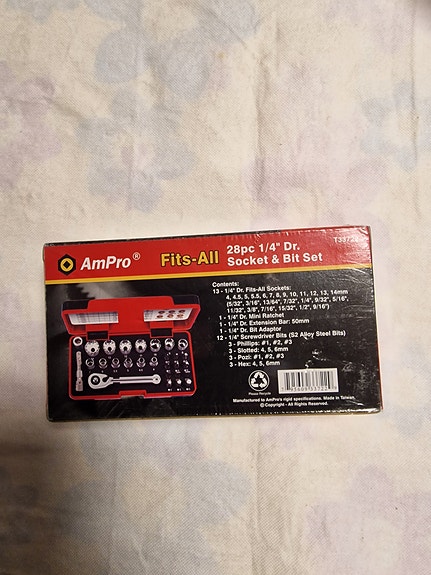 T33722
AmPro®
Fits-All
28pc 1/4" Dr.
Socket & Bit Set
Contents:
13 - 1/4" Dr. Fits-All Sockets:
4, 4.5, 5, 5.5, 6, 7, 8, 9, 10, 11, 12, 13, 14mm
(5/32", 3/16", 13/64", 7/32", 1/4", 9/32", 5/16",
11/32", 3/8", 7/16", 15/32", 1/2", 9/16")
1 - 1/4" Dr. Mini Ratchet
1 - 1/4" Dr. Extension Bar: 50mm
1 - 1/4" Dr. Bit Adaptor
12 - 1/4" Screwdriver Bits (S2 Alloy Steel Bits)
3 - Phillips: #1, #2, #3
3 - Slotted: 4, 5, 6mm
3 - Pozi: #1, #2, #3
3 - Hex: 4, 5, 6mm
Please Recycle
Manufactured to AmPro's rigid specifications. Made in Taiwan
© Copyright - All Rights Reserved.